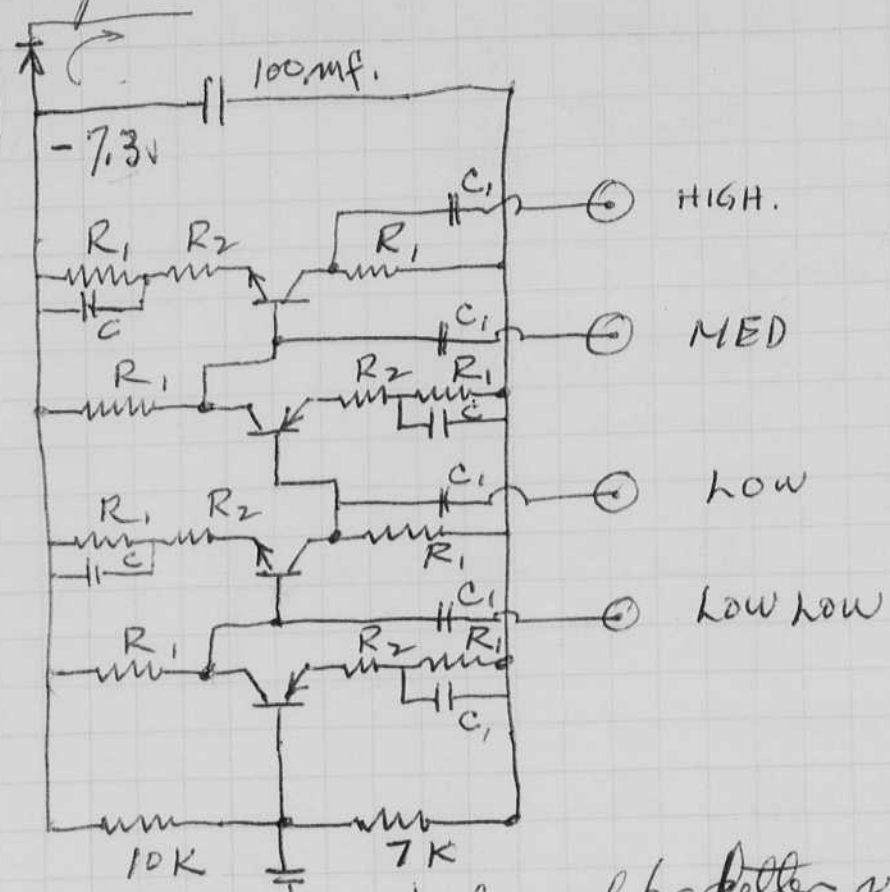 100.mf.
-7.3v
C1
HIGH.
R1 R2 R1
C
C1
MED
R1 R2 R1
C
C1
LOW
R1 R2
C R1
C1
LOW LOW
R1 R2 R1
C1
10K 7K